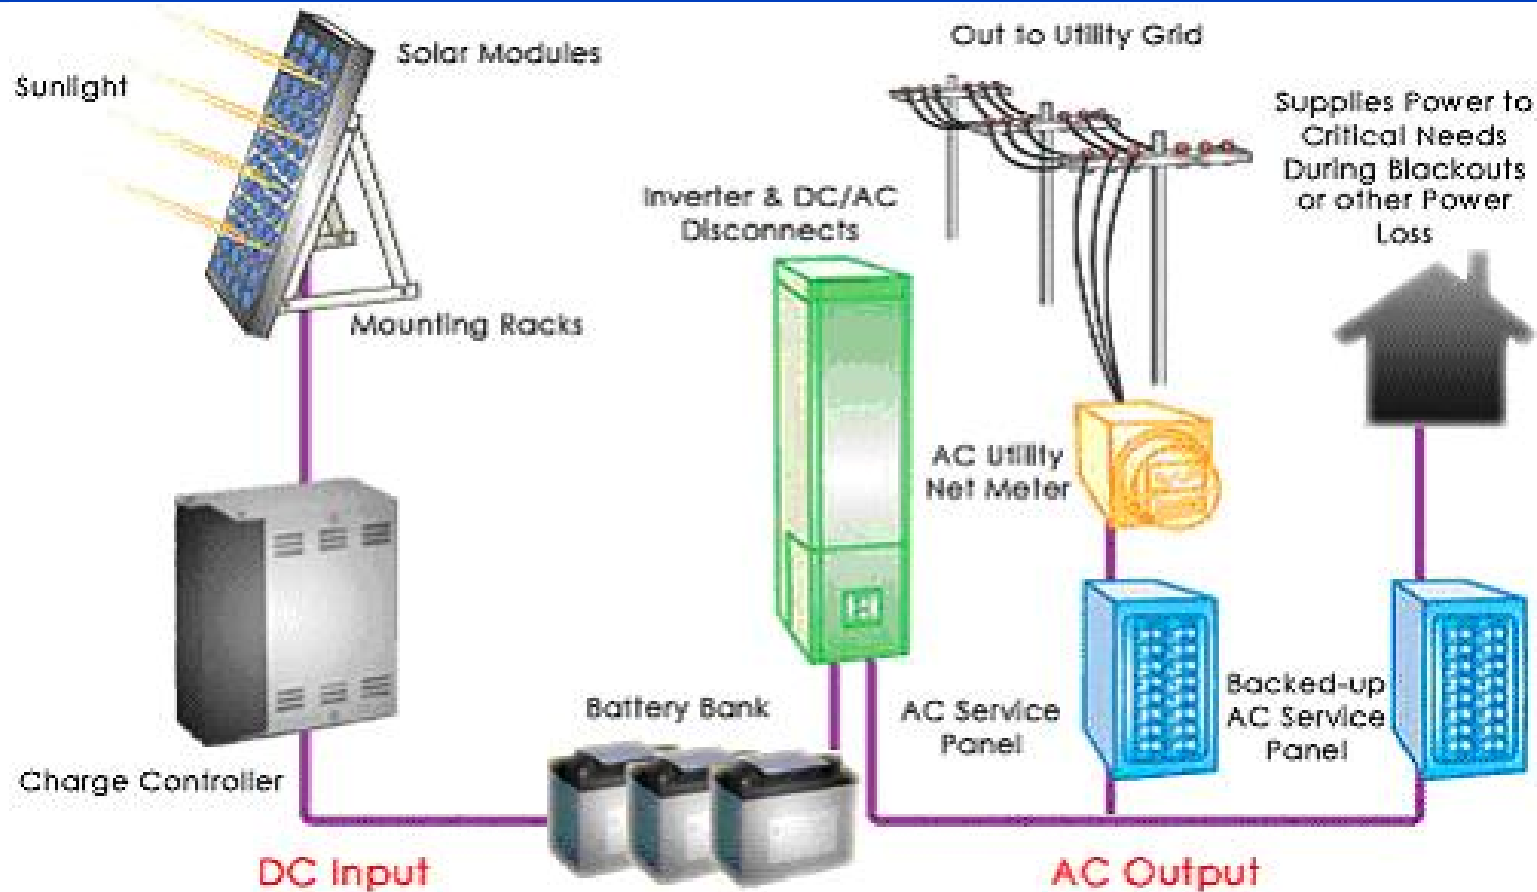 Sunlight
Solar Modules
Mounting Racks
Charge Controller
DC Input
Battery Bank
Inverter & DC/AC
Disconnects
Out to Utility Grid
AC Utility
Net Meter
AC Service
Panel
Supplies Power to
Critical Needs
During Blackouts
or other Power
Loss
Backed-up
AC Service
Panel
AC Output